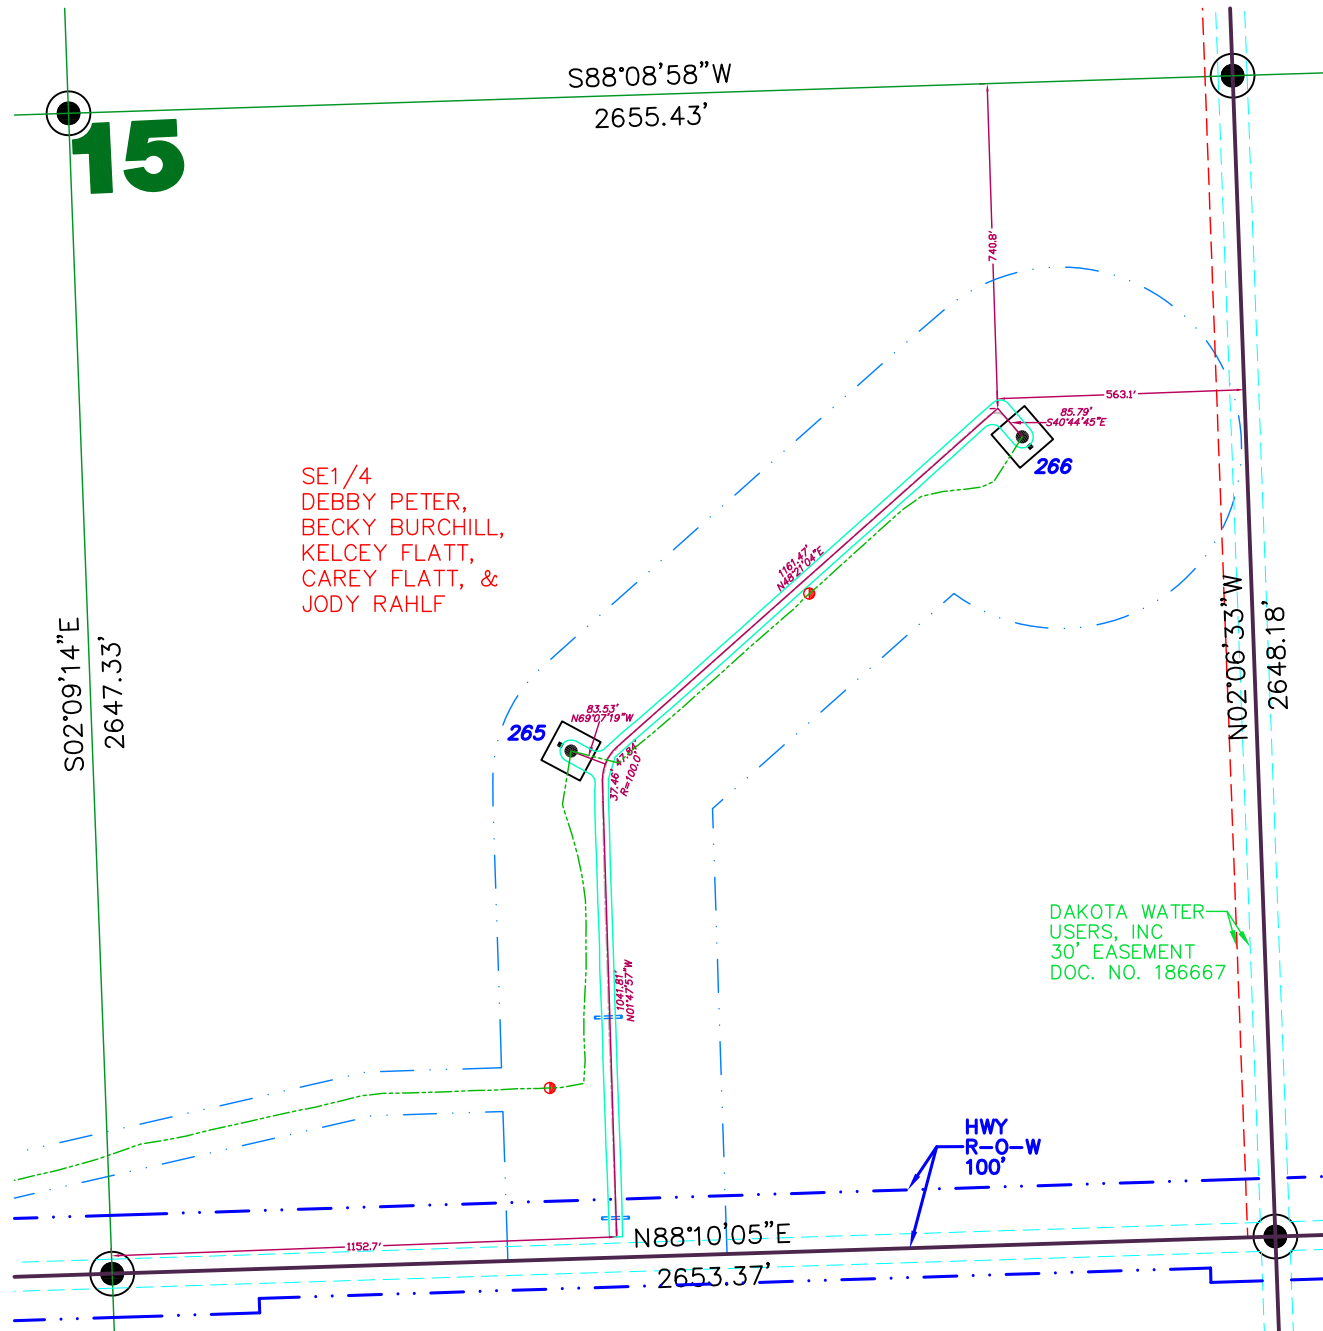 S88°08'58"W
2655.43'
15
740.8'
563.1'
85.79'
S40°44'45"E
266
SE1/4
DEBBY PETER,
BECKY BURCHILL,
KELCEY FLATT,
CAREY FLATT, &
JODY RAHLF
1161.47'
N48°21'04"E
S02°09'14"E
2647.33'
N02°06'33"W
2648.18'
83.53'
N69°07'19"W
265
37.46' 47.84'
R=100.0'
DAKOTA WATER
USERS, INC
30' EASEMENT
DOC. NO. 186667
1041.81'
N01°47'57"W
HWY
R-O-W
100'
1152.7'
N88°10'05"E
2653.37'